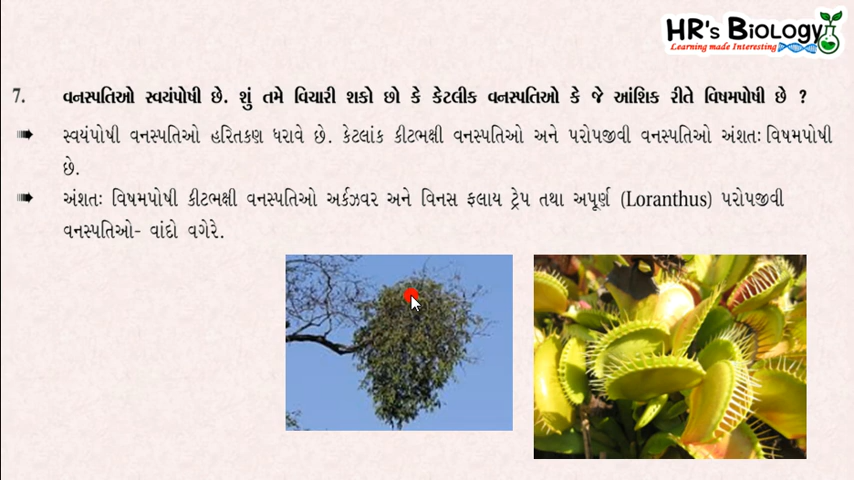 HR's Biology
Learning made Interesting
7. વનસ્પતિઓ સ્વયંપોષી છે. શું તમે વિચારી શકો છો કે કેટલીક વનસ્પતિઓ કે જે આંશિક રીતે વિષમપોષી છે ?
➠ સ્વયંપોષી વનસ્પતિઓ હરિતકણ ધરાવે છે. કેટલાંક કીટભક્ષી વનસ્પતિઓ અને પરોપજીવી વનસ્પતિઓ અંશતઃ વિષમપોષી
છે.
➠ અંશતઃ વિષમપોષી કીટભક્ષી વનસ્પતિઓ અર્કઝવર અને વિનસ ફલાય ટ્રેપ તથા અપૂર્ણ (Loranthus) પરોપજીવી
વનસ્પતિઓ- વાંદો વગેરે.